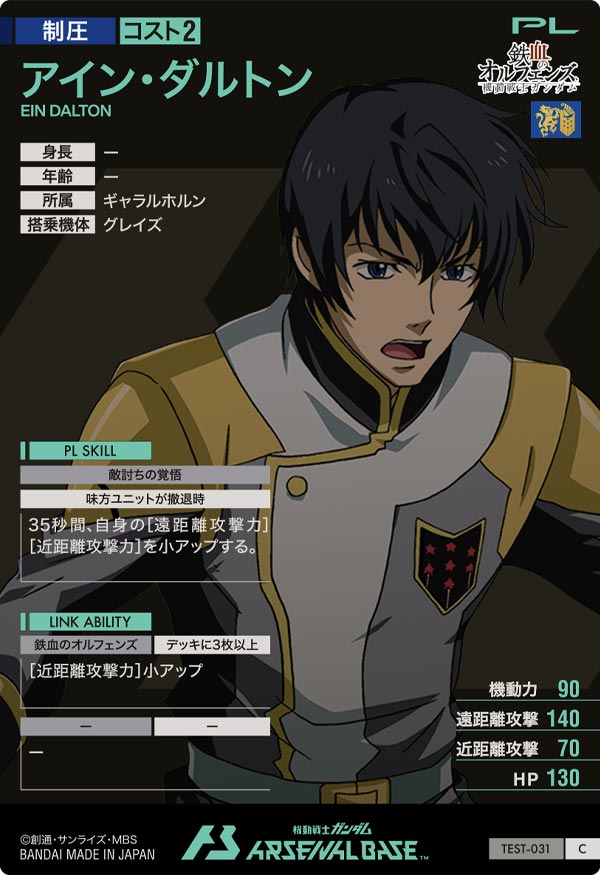 制圧
コスト2
PL
アイン・ダルトン
EIN DALTON
鉄血の
オルフェンズ
機動戦士ガンダム
身長 ー
年齢 ー
所属 ギャラルホルン
搭乗機体 グレイズ
PL SKILL
敵討ちの覚悟
味方ユニットが撤退時
35秒間、自身の[遠距離攻撃力]
[近距離攻撃力]を小アップする。
LINK ABILITY
鉄血のオルフェンズ デッキに3枚以上
[近距離攻撃力]小アップ
ー ー
ー
機動力 90
遠距離攻撃 140
近距離攻撃 70
HP 130
©創通・サンライズ・MBS
BANDAI MADE IN JAPAN
機動戦士ガンダム
AB ARSENAL BASE™
TEST-031 C